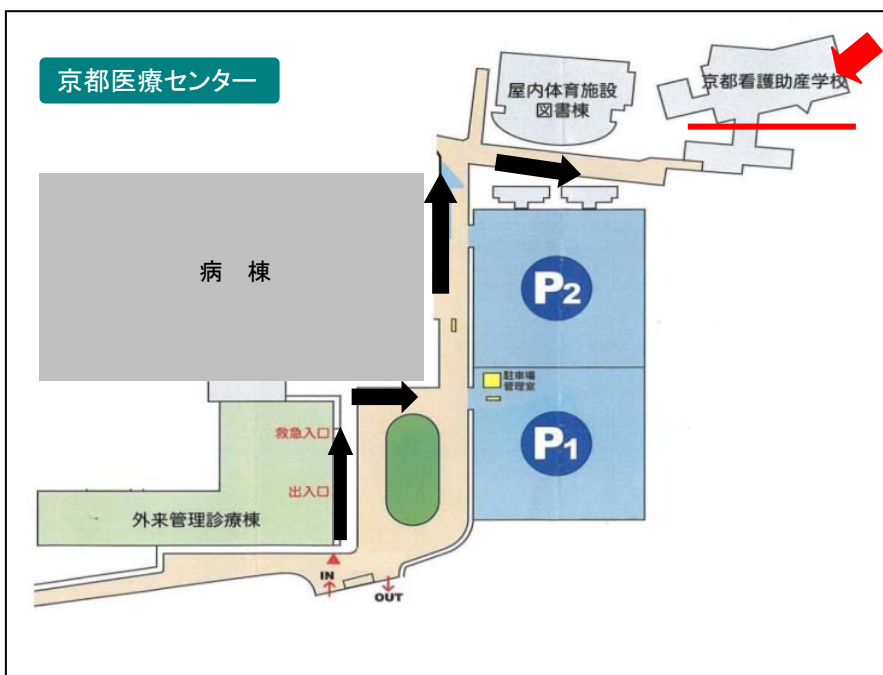 京都医療センター
屋内体育施設
図書棟
京都看護助産学校
病 棟
P2
駐車場
管理室
P1
救急入口
出入口
外来管理診療棟
IN
OUT